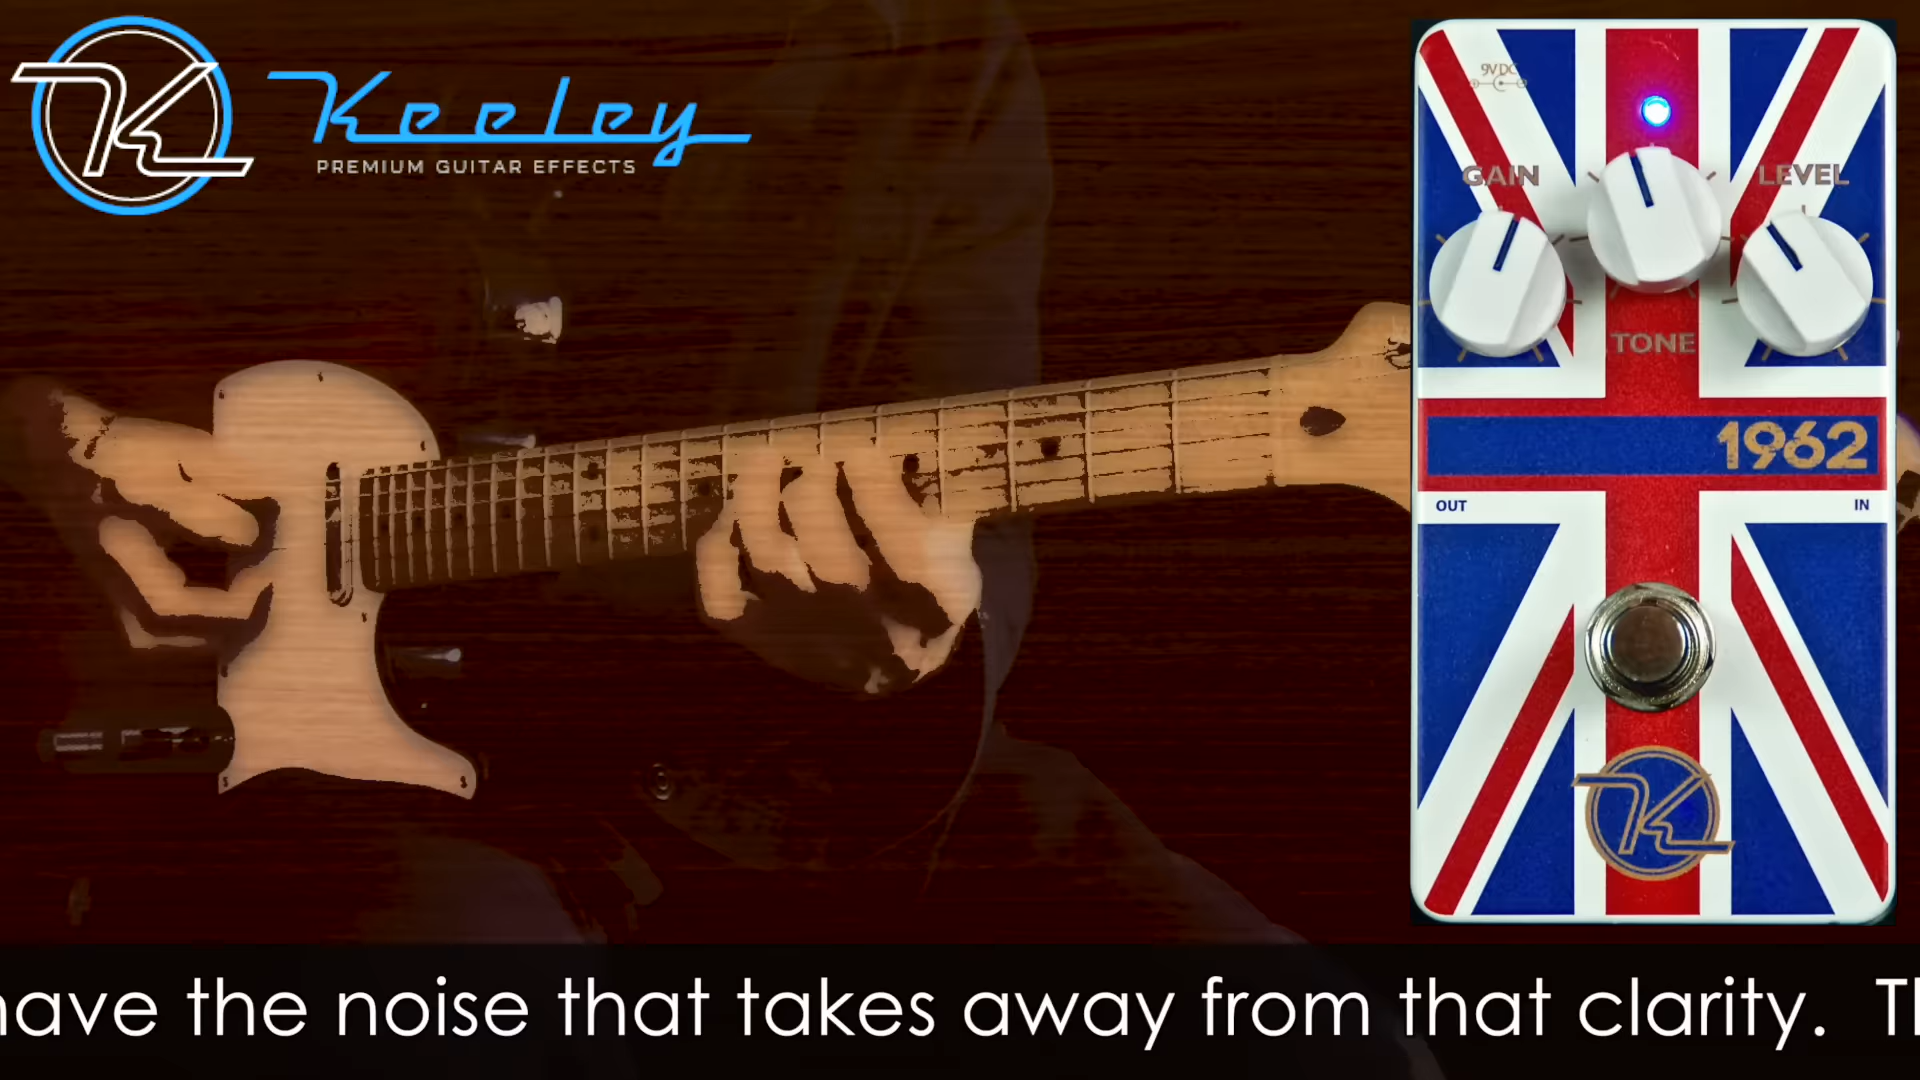 Keeley
PREMIUM GUITAR EFFECTS
9VDC
GAIN
LEVEL
TONE
1962
OUT
IN
have the noise that takes away from that clarity.